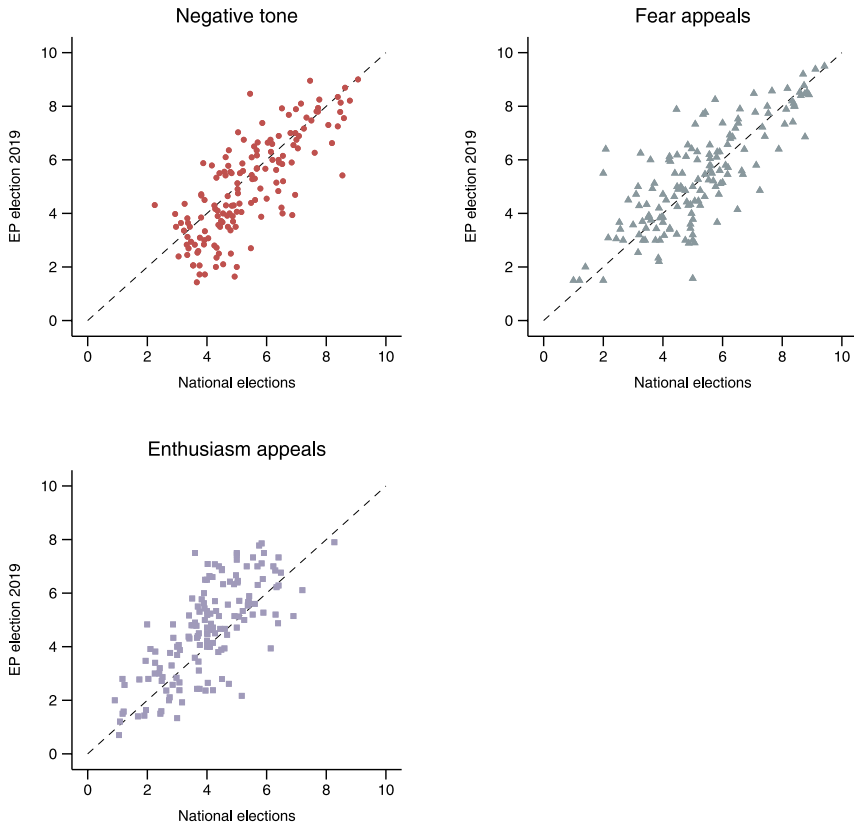 Negative tone
10
8
6
4
2
0
EP election 2019
0 2 4 6 8 10
National elections
Fear appeals
10
8
6
4
2
0
EP election 2019
0 2 4 6 8 10
National elections
Enthusiasm appeals
10
8
6
4
2
0
EP election 2019
0 2 4 6 8 10
National elections